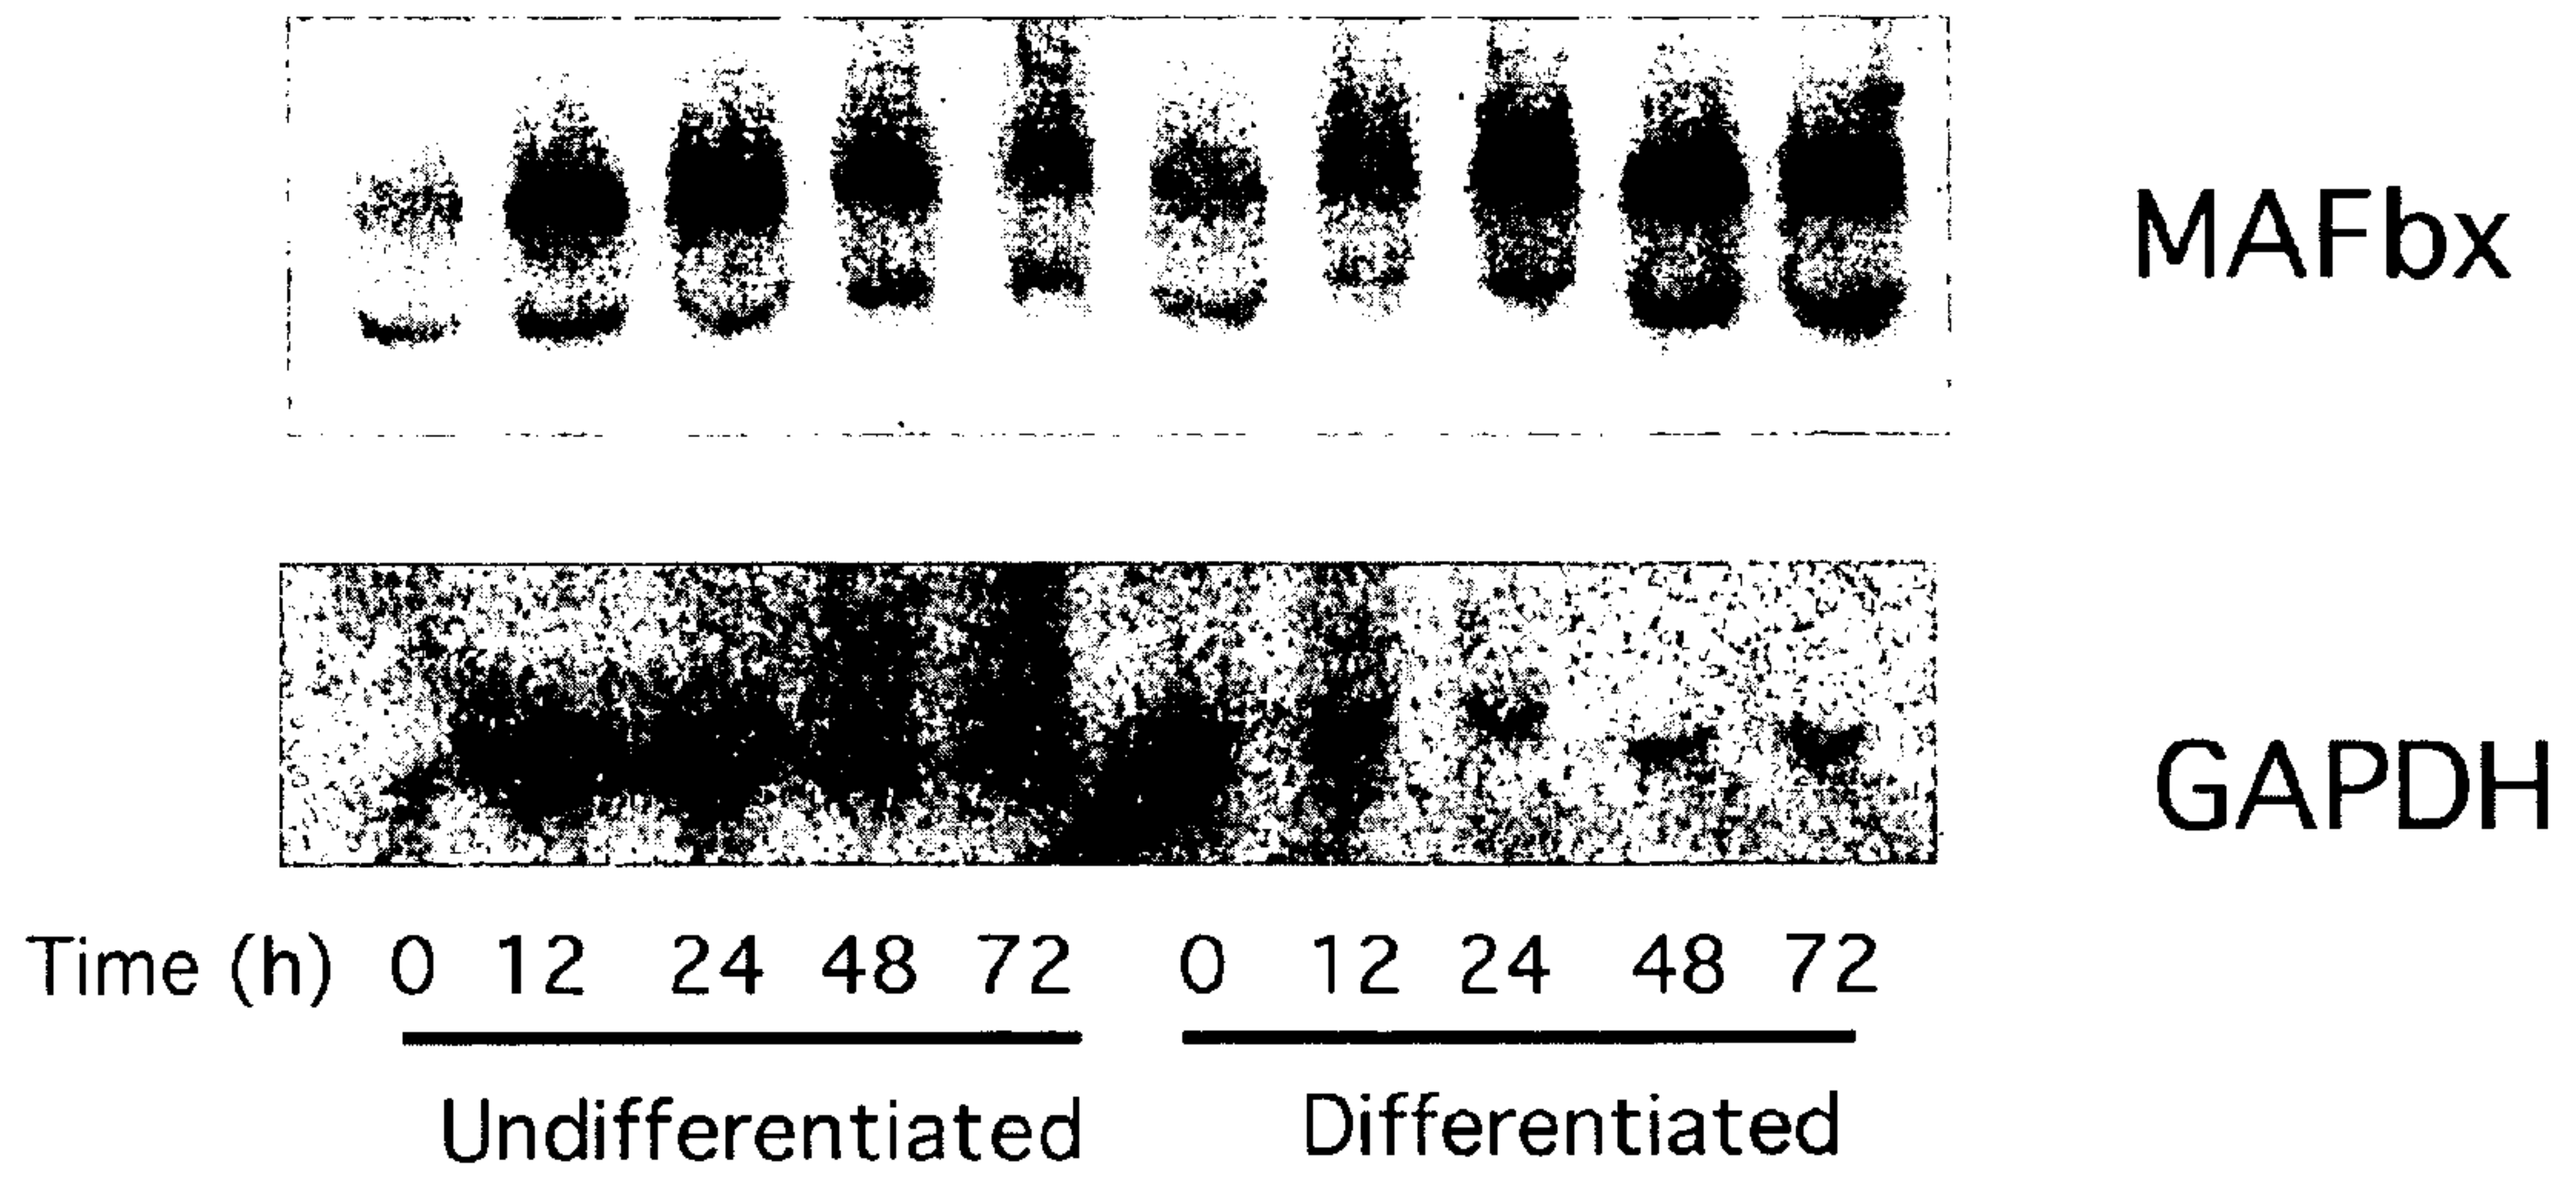 MAFbx
GAPDH
Time (h) 0 12 24 48 72 0 12 24 48 72
Undifferentiated Differentiated